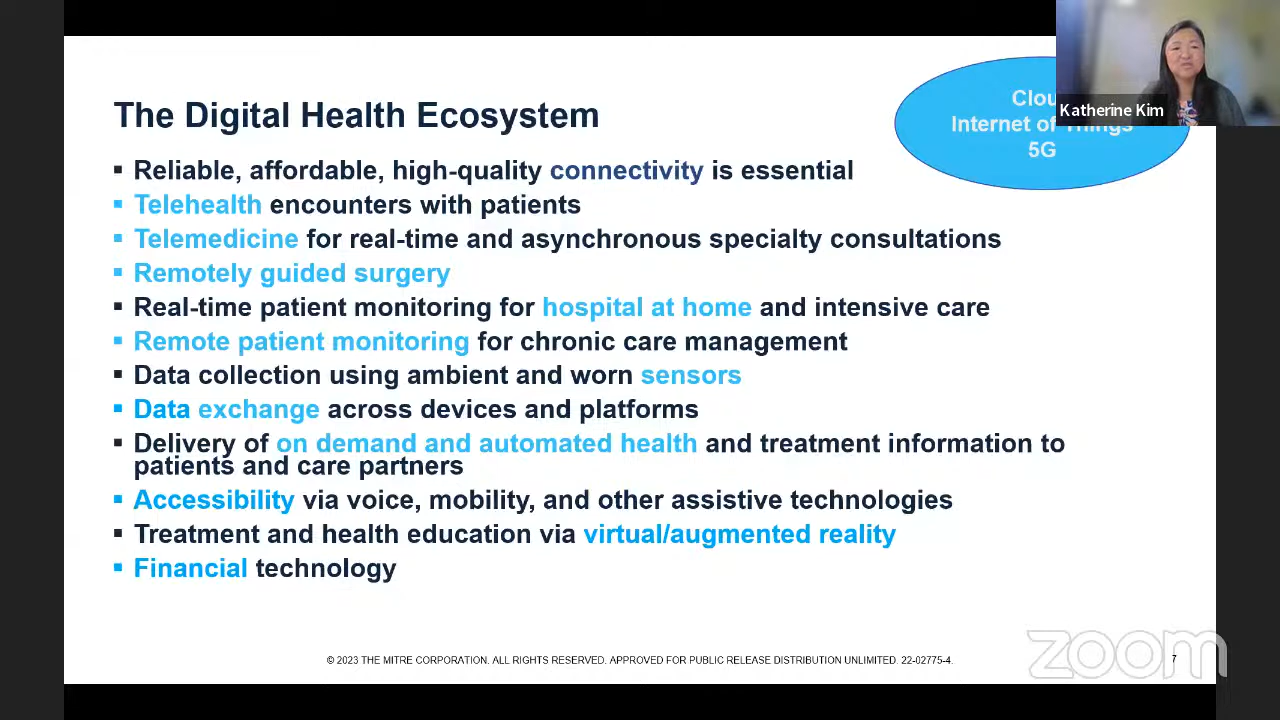 The Digital Health Ecosystem
Internet of Things
5G
Katherine Kim
▪ Reliable, affordable, high-quality connectivity is essential
▪ Telehealth encounters with patients
▪ Telemedicine for real-time and asynchronous specialty consultations
▪ Remotely guided surgery
▪ Real-time patient monitoring for hospital at home and intensive care
▪ Remote patient monitoring for chronic care management
▪ Data collection using ambient and worn sensors
▪ Data exchange across devices and platforms
▪ Delivery of on demand and automated health and treatment information to
patients and care partners
▪ Accessibility via voice, mobility, and other assistive technologies
▪ Treatment and health education via virtual/augmented reality
▪ Financial technology
© 2023 THE MITRE CORPORATION. ALL RIGHTS RESERVED. APPROVED FOR PUBLIC RELEASE DISTRIBUTION UNLIMITED. 22-02775-4.
7
zoom